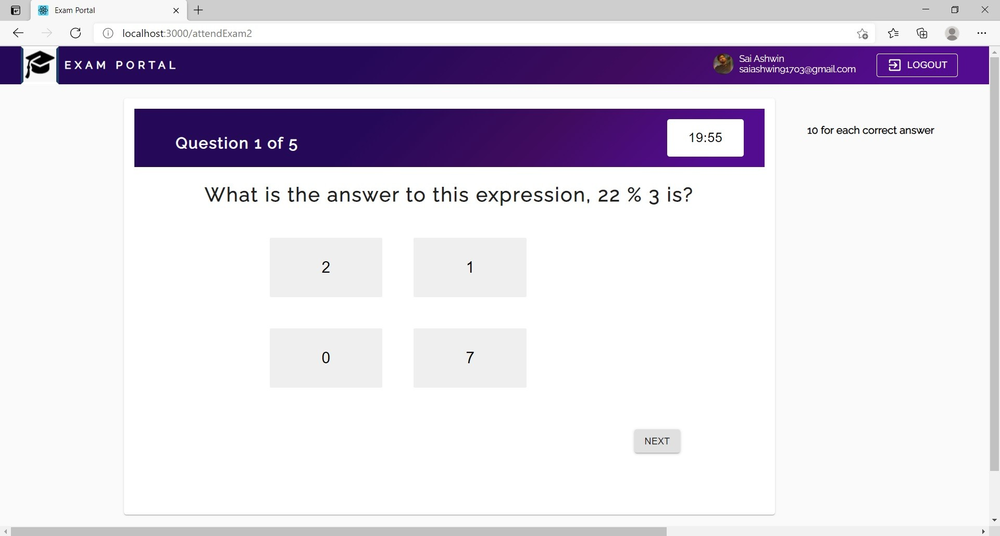 Exam Portal
localhost:3000/attendExam2
EXAM PORTAL
Sai Ashwin
saiashwin91703@gmail.com
LOGOUT
Question 1 of 5
19:55
10 for each correct answer
What is the answer to this expression, 22 % 3 is?
2
1
0
7
NEXT